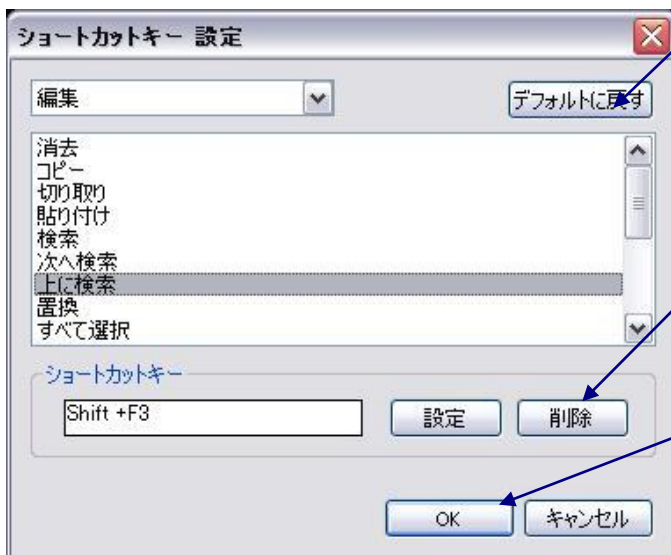 ショートカットキー 設定
編集
デフォルトに戻す
消去
コピー
切り取り
貼り付け
検索
次へ検索
上に検索
置換
すべて選択
ショートカットキー
Shift +F3
設定
削除
OK
キャンセル